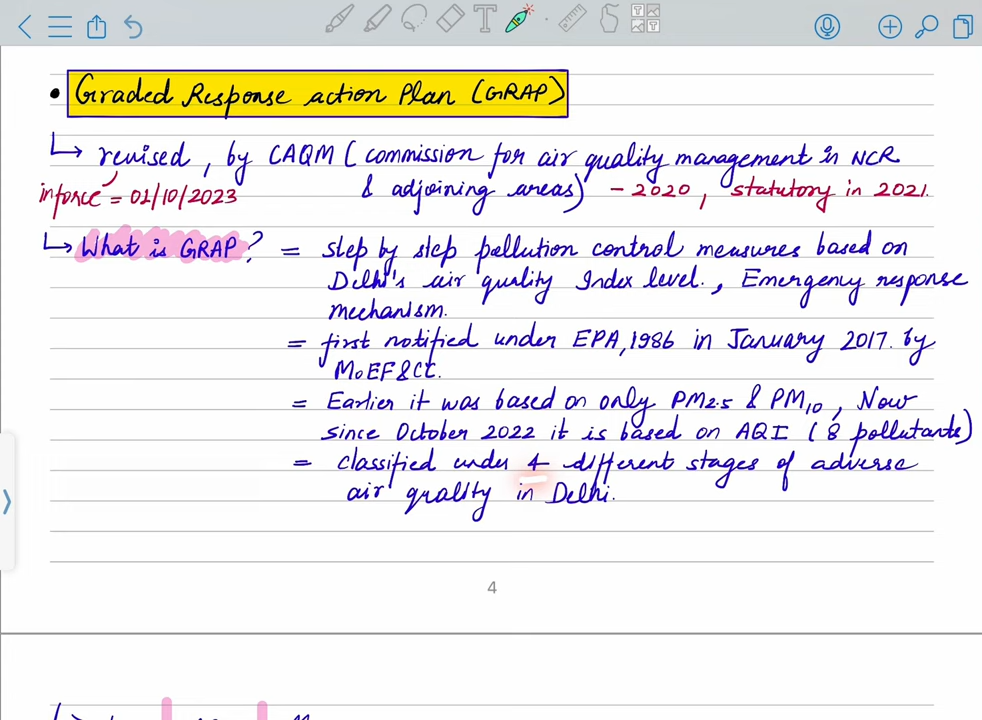 • Graded Response action Plan (GRAP)
↳ revised, by CAQM (commission for air quality management in NCR
& adjoining areas) - 2020, statutory in 2021.
inforce = 01/10/2023
↳ What is GRAP? = step by step pollution control measures based on
Delhi's air quality Index level., Emergency response
mechanism.
= first notified under EPA, 1986 in January 2017. by
MoEF&CC.
= Earlier it was based on only PM2.5 & PM10, Now
since October 2022 it is based on AQI (8 pollutants)
= classified under 4 different stages of adverse
air quality in Delhi.
4